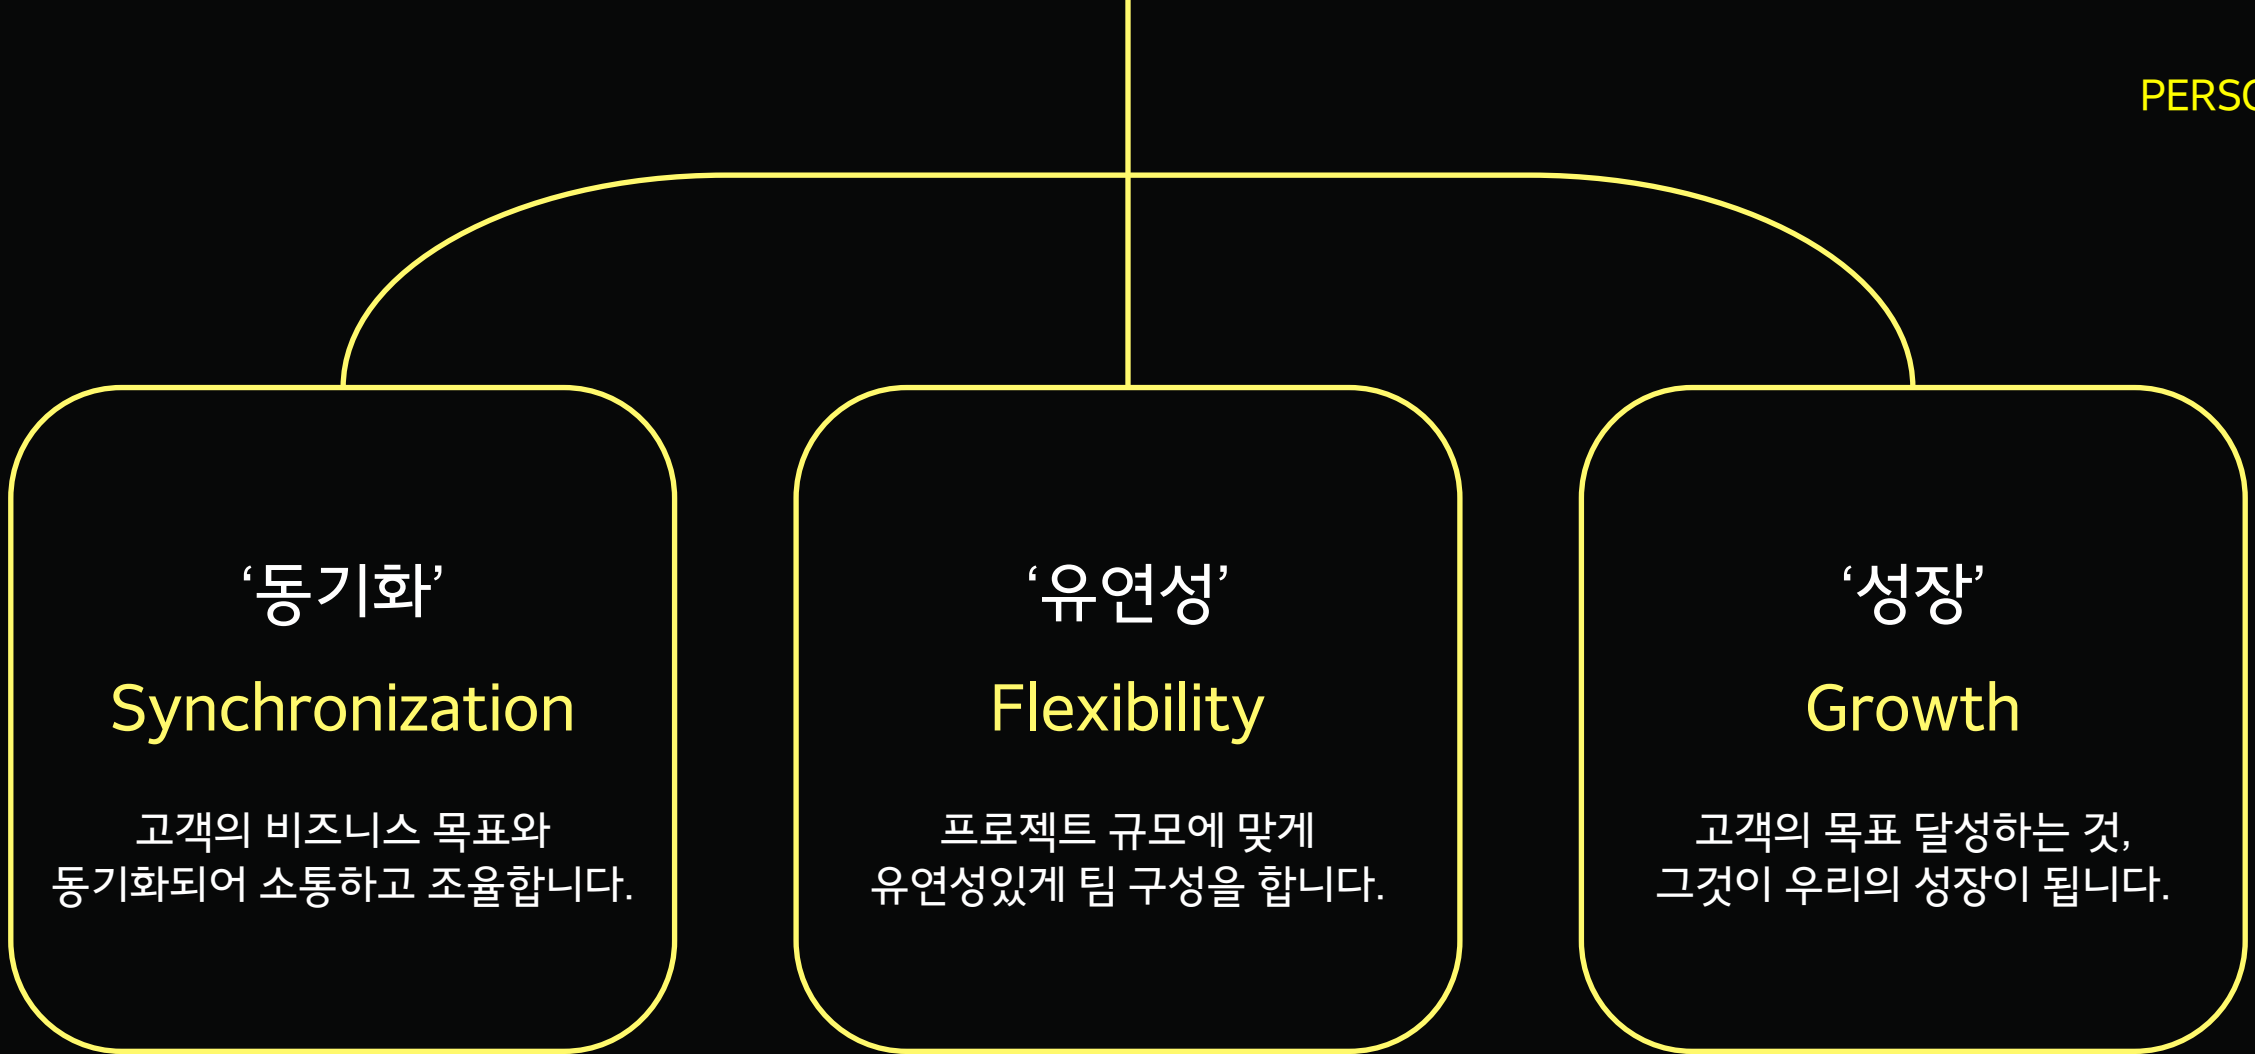 ‘동기화’
Synchronization
고객의 비즈니스 목표와
동기화되어 소통하고 조율합니다.
‘유연성’
Flexibility
프로젝트 규모에 맞게
유연성있게 팀 구성을 합니다.
‘성장’
Growth
고객의 목표 달성하는 것,
그것이 우리의 성장이 됩니다.